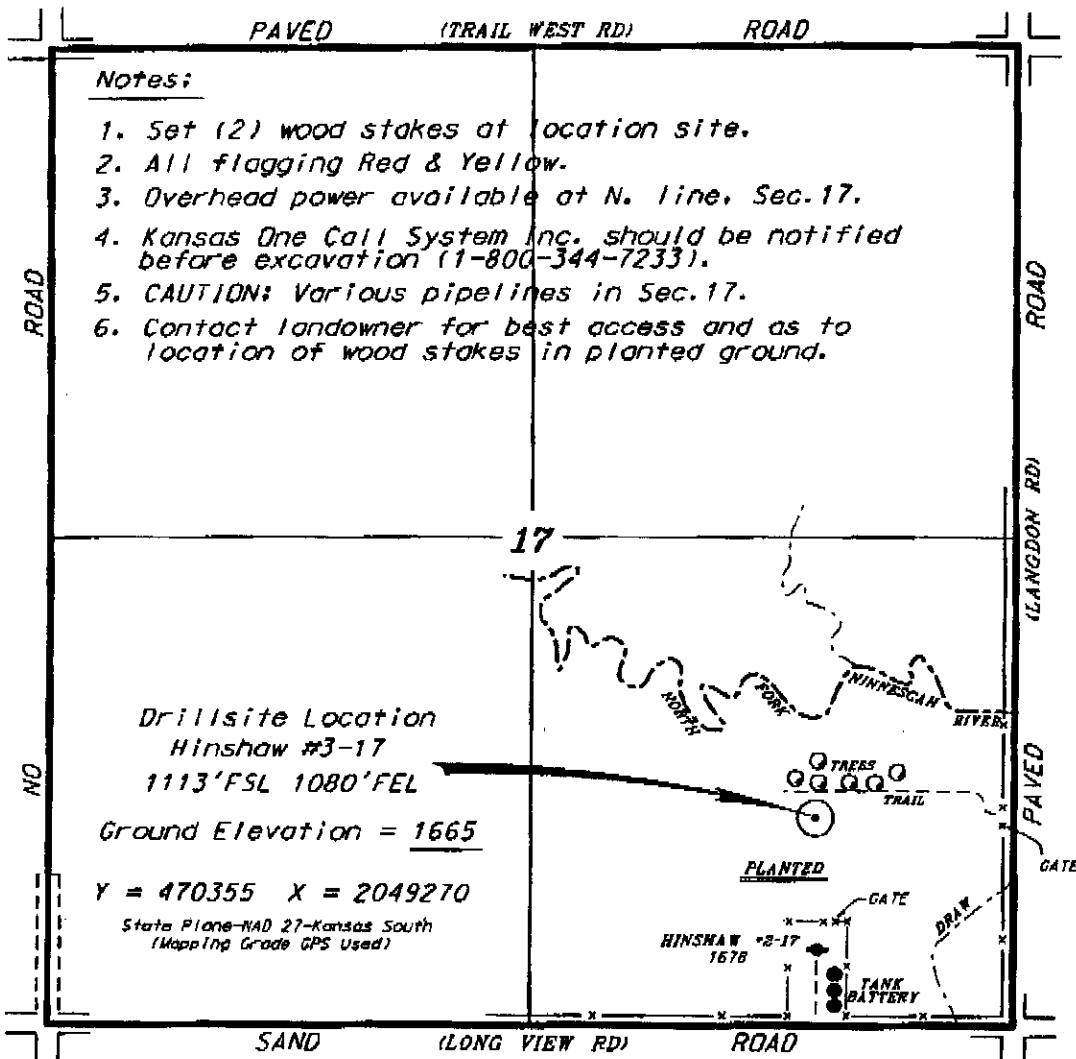 PAVED (TRAIL WEST RD) ROAD
Notes:
1. Set (2) wood stakes at location site.
2. All flagging Red & Yellow.
3. Overhead power available at N. line, Sec.17.
4. Kansas One Call System Inc. should be notified
before excavation (1-800-344-7233).
5. CAUTION: Various pipelines in Sec.17.
6. Contact landowner for best access and as to
location of wood stakes in planted ground.
ROAD
NO
ROAD
(LANGDON RD)
PAVED
17
NORTH FORK NINNESCAH RIVER
Drillsite Location
Hinshaw #3-17
1113'FSL 1080'FEL
Ground Elevation = 1665
Y = 470355 X = 2049270
State Plane-NAD 27-Kansas South
(Mapping Grade GPS Used)
TREES
TRAIL
GATE
PLANTED
GATE
DRAW
HINSHAW #2-17
1678
TANK
BATTERY
SAND (LONG VIEW RD) ROAD